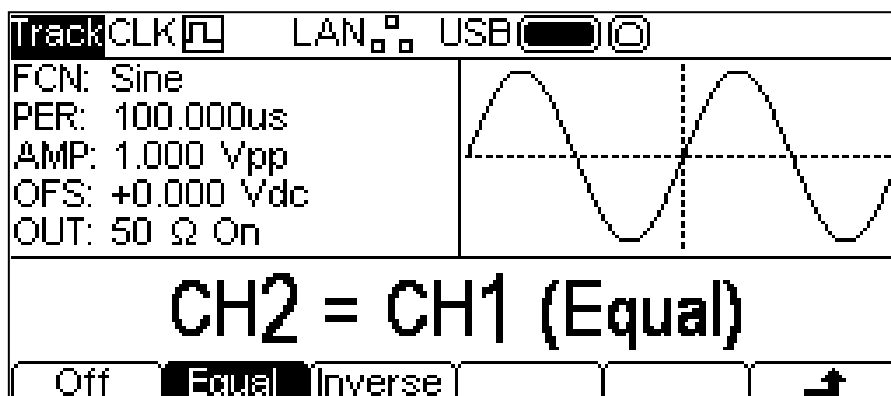 Track CLK LAN USB
FCN: Sine
PER: 100.000us
AMP: 1.000 Vpp
OFS: +0.000 Vdc
OUT: 50 Ω On
CH2 = CH1 (Equal)
Off Equal Inverse